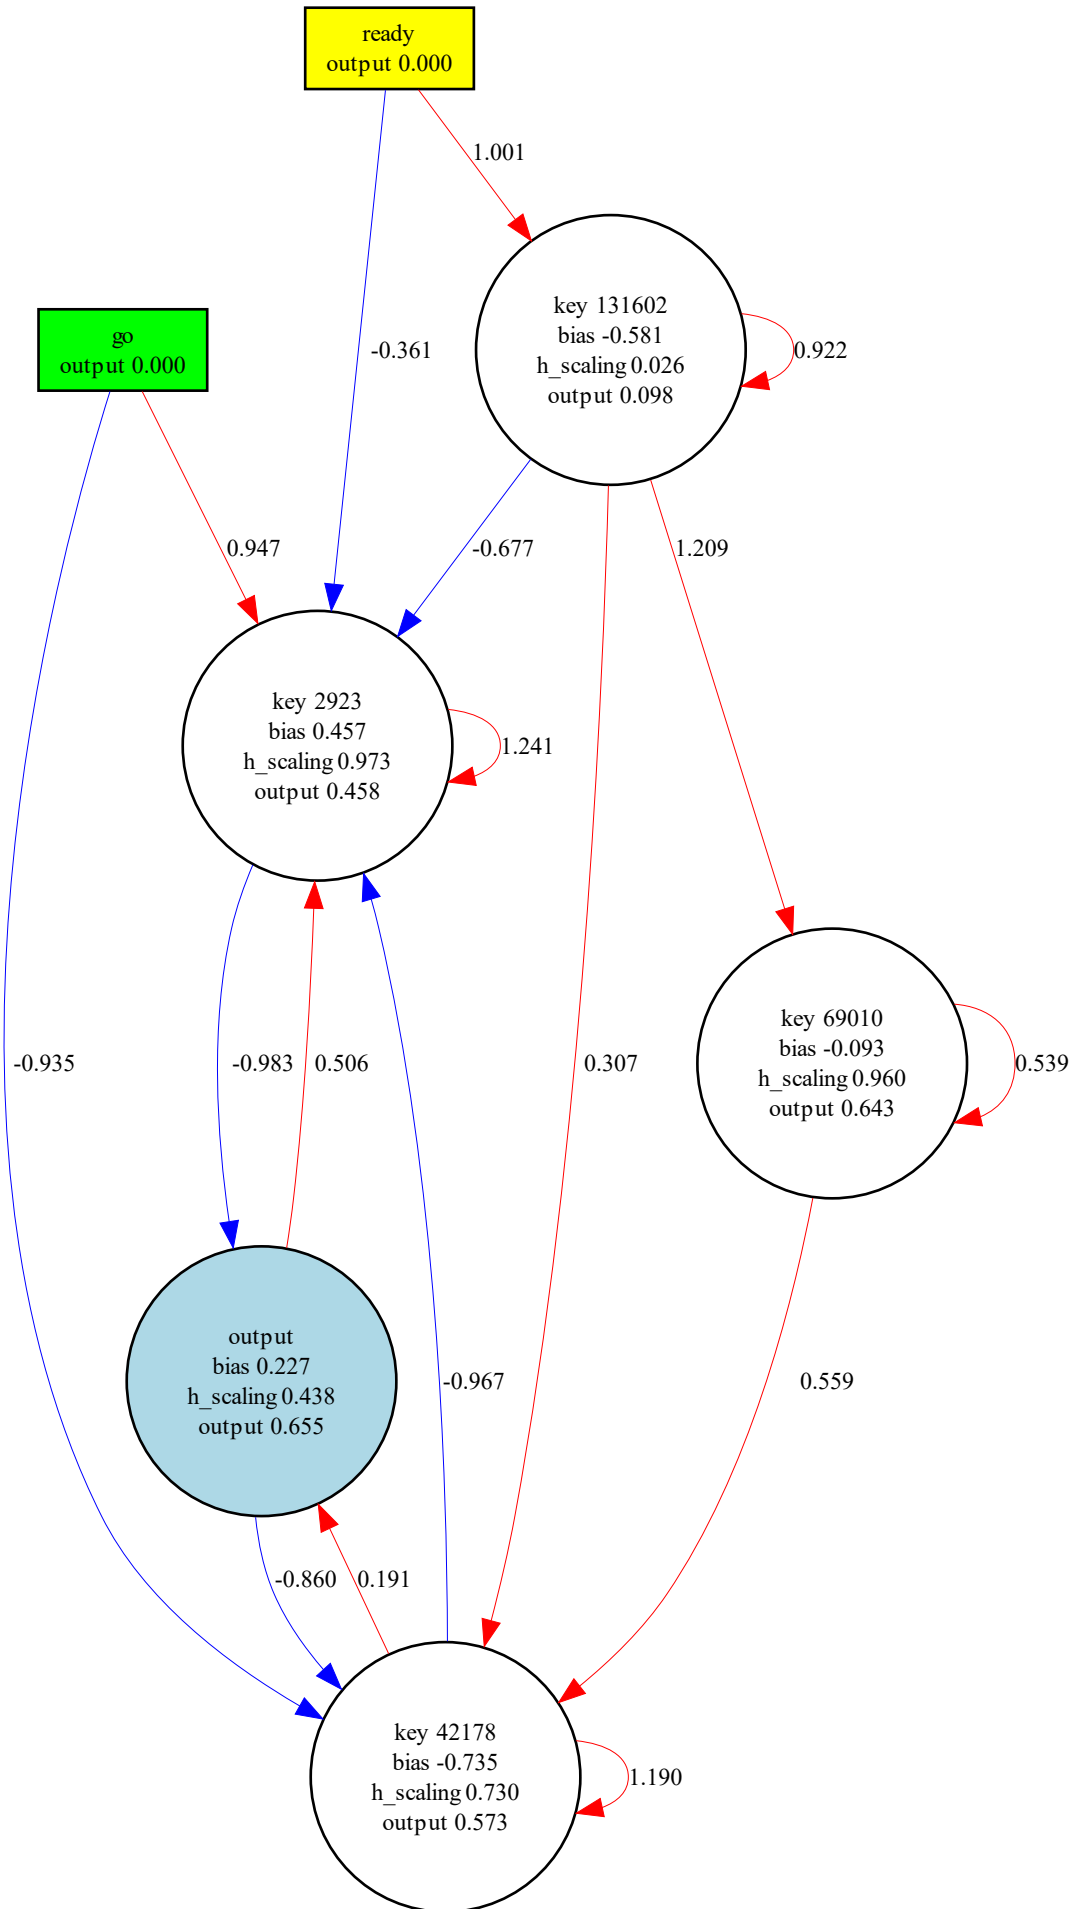 ready
output 0.000
1.001
key 131602
bias -0.581
h_scaling 0.026
output 0.098
0.922
go
output 0.000
-0.361
0.947
-0.677
1.209
key 2923
bias 0.457
h_scaling 0.973
output 0.458
1.241
key 69010
bias -0.093
h_scaling 0.960
output 0.643
0.539
-0.935
-0.983
0.506
0.307
output
bias 0.227
h_scaling 0.438
output 0.655
-0.967
0.559
-0.860
0.191
key 42178
bias -0.735
h_scaling 0.730
output 0.573
1.190